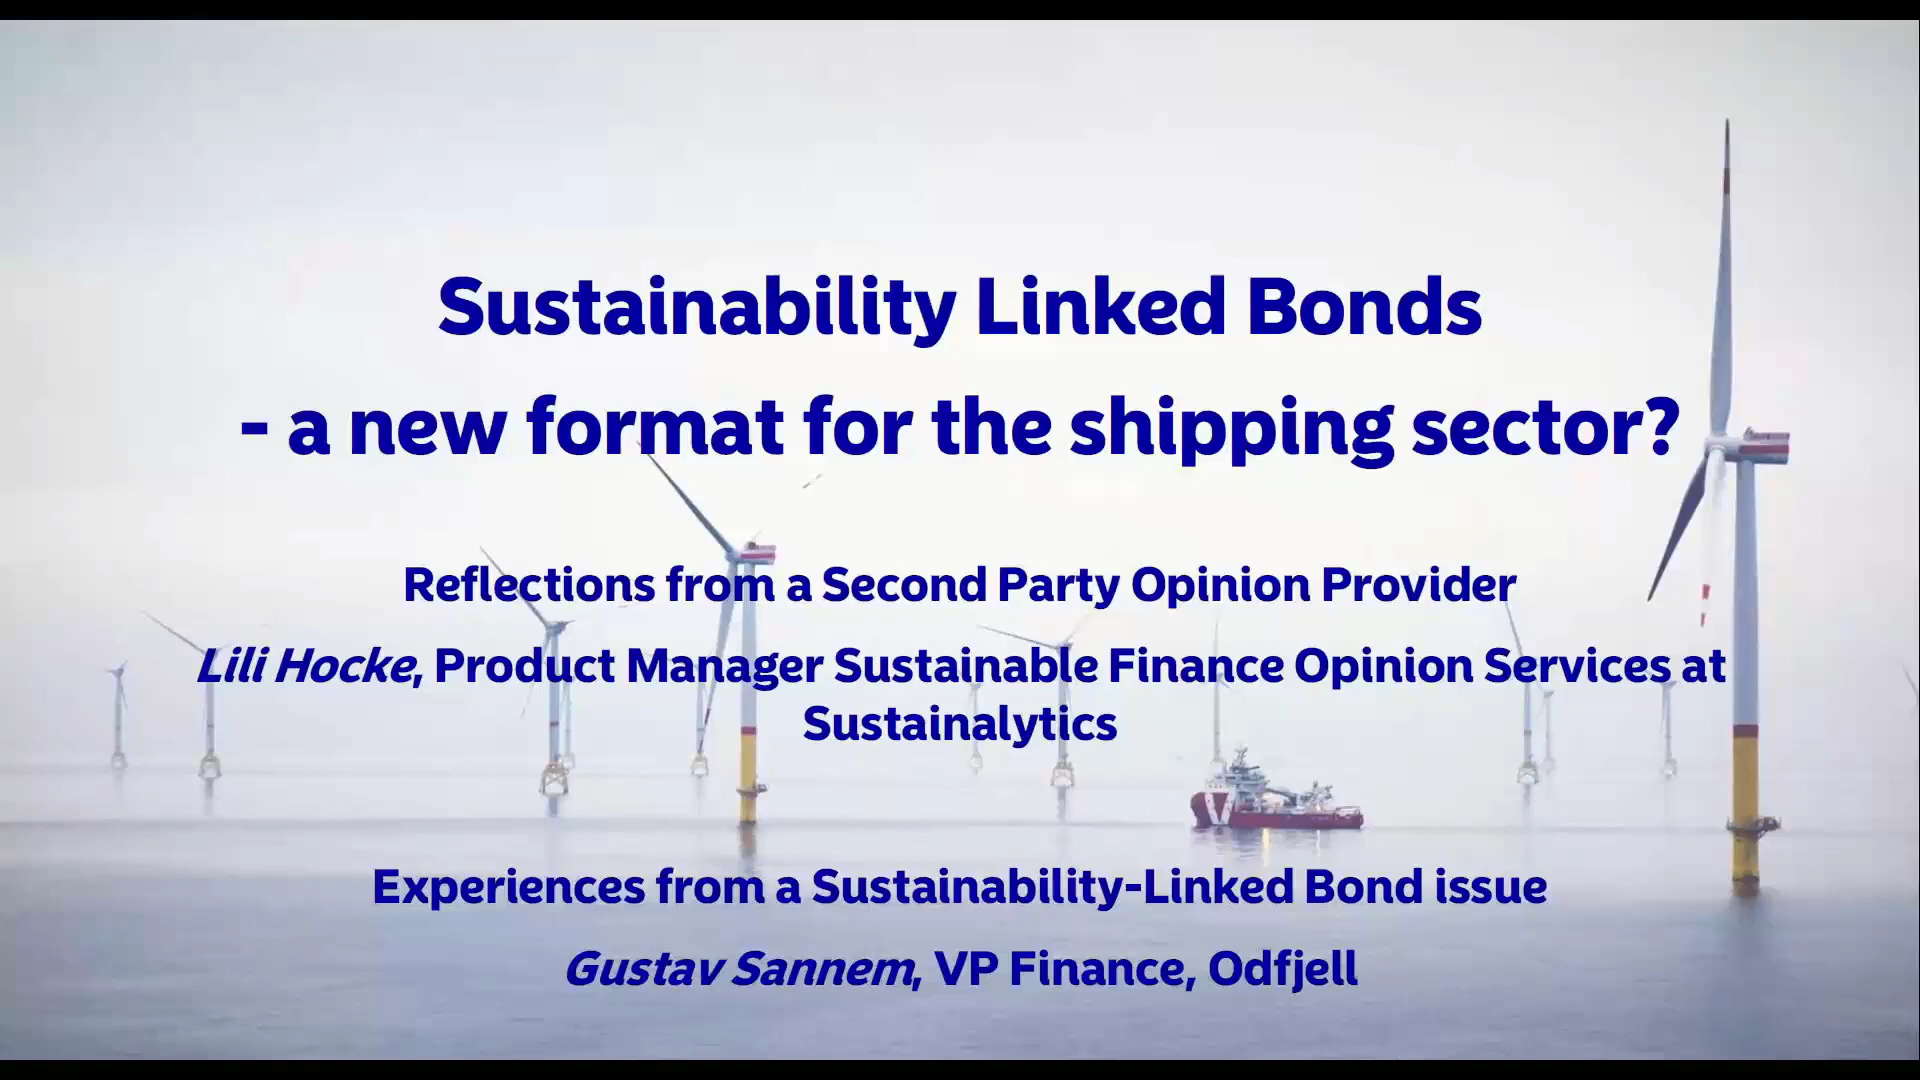 Sustainability Linked Bonds
- a new format for the shipping sector?
Reflections from a Second Party Opinion Provider
Lili Hocke, Product Manager Sustainable Finance Opinion Services at
Sustainalytics
Experiences from a Sustainability-Linked Bond issue
Gustav Sannem, VP Finance, Odfjell